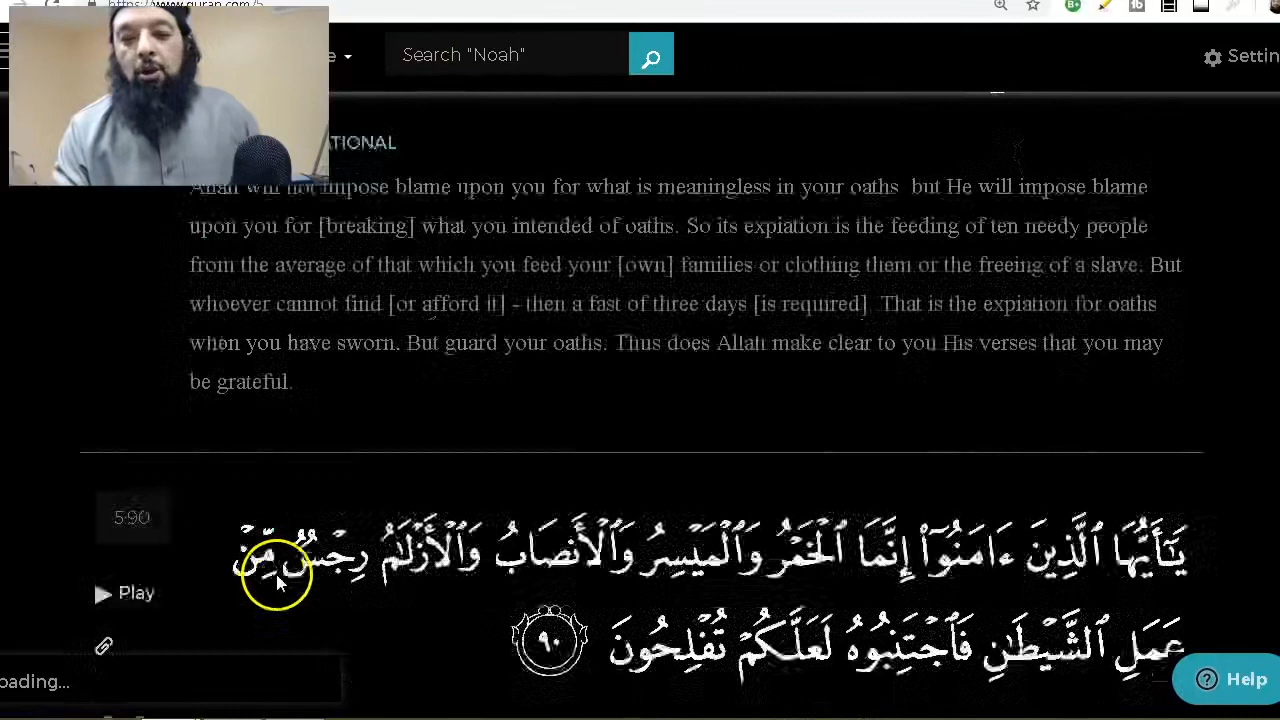 https://www.quran.com/5
e
Search "Noah"
Settin
TIONAL
Allah will not impose blame upon you for what is meaningless in your oaths but He will impose blame
upon you for [breaking] what you intended of oaths. So its expiation is the feeding of ten needy people
from the average of that which you feed your [own] families or clothing them or the freeing of a slave. But
whoever cannot find [or afford it] - then a fast of three days [is required]. That is the expiation for oaths
when you have sworn. But guard your oaths. Thus does Allah make clear to you His verses that you may
be grateful.
5:90
يَـٰٓأَيُّهَا ٱلَّذِينَ ءَامَنُوٓا۟ إِنَّمَا ٱلْخَمْرُ وَٱلْمَيْسِرُ وَٱلْأَنصَابُ وَٱلْأَزْلَـٰمُ رِجْسٌ مِّنْ
Play
عَمَلِ ٱلشَّيْطَـٰنِ فَٱجْتَنِبُوهُ لَعَلَّكُمْ تُفْلِحُونَ ٩٠
oading...
Help